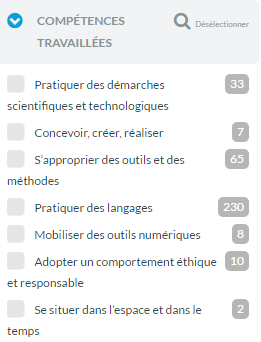 COMPÉTENCES Désélectionner
TRAVAILLÉES
Pratiquer des démarches 33
scientifiques et technologiques
Concevoir, créer, réaliser 7
S'approprier des outils et des 65
méthodes
Pratiquer des langages 230
Mobiliser des outils numériques 8
Adopter un comportement éthique 10
et responsable
Se situer dans l'espace et dans le 2
temps